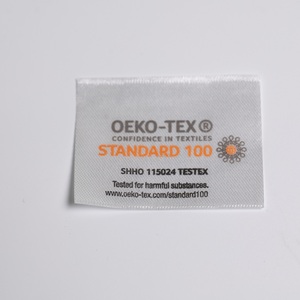 OEKO-TEX®
CONFIDENCE IN TEXTILES
STANDARD 100
SHHO 115024 TESTEX
Tested for harmful substances.
www.oeko-tex.com/standard100